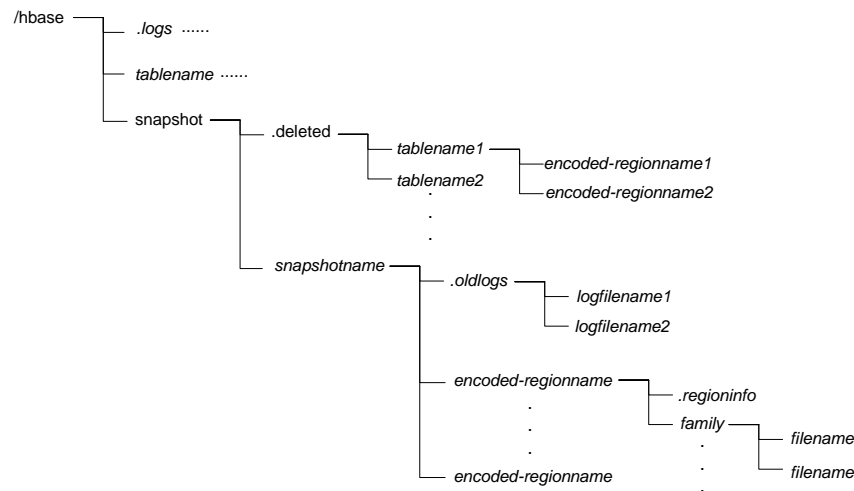 /hbase
.logs ......
tablename ......
snapshot
.deleted
tablename1
encoded-regionname1
encoded-regionname2
tablename2
.
.
.
snapshotname
.oldlogs
logfilename1
logfilename2
encoded-regionname
.regioninfo
family
filename
filename
.
.
.
.
.
.
encoded-regionname